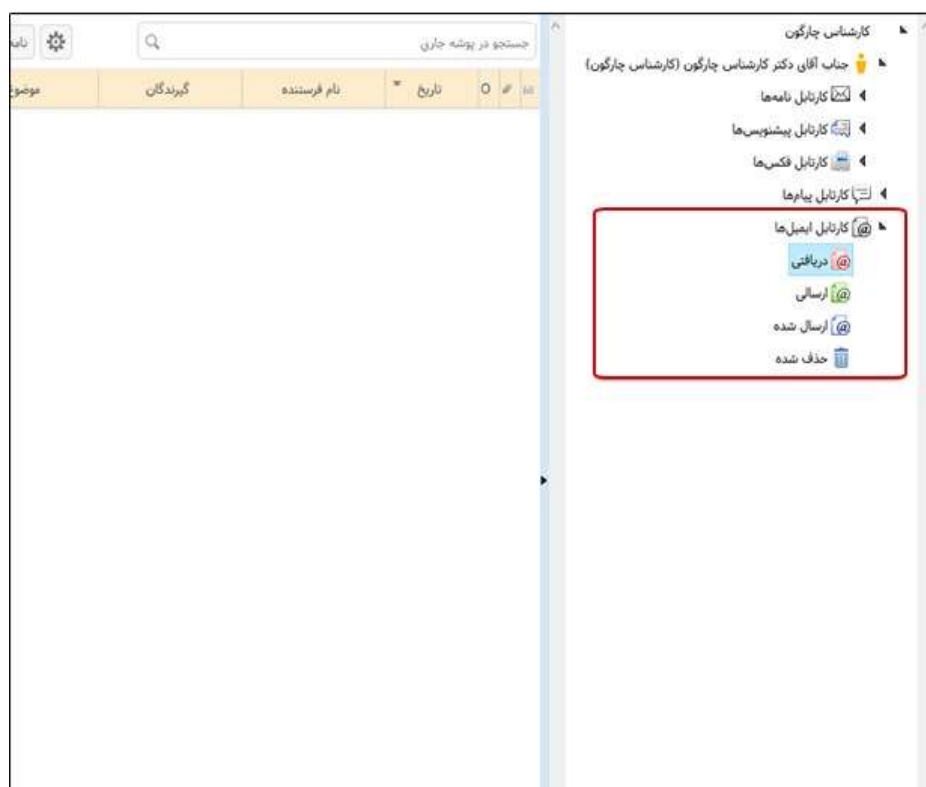 کارشناس چارگون
جناب آقای دکتر کارشناس چارگون (کارشناس چارگون)
کارتابل نامه‌ها
کارتابل پیشنویس‌ها
کارتابل فکس‌ها
کارتابل پیام‌ها
کارتابل ایمیل‌ها
دریافتی
ارسالی
ارسال شده
حذف شده
جستجو در پوشه جاری
O تاریخ نام فرستنده گیرندگان